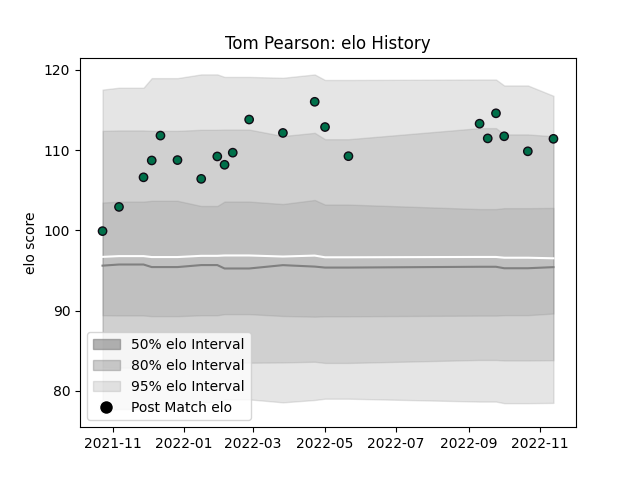 Tom Pearson: elo History
elo score
120
110
100
90
80
50% elo Interval
80% elo Interval
95% elo Interval
Post Match elo
2021-11 2022-01 2022-03 2022-05 2022-07 2022-09 2022-11